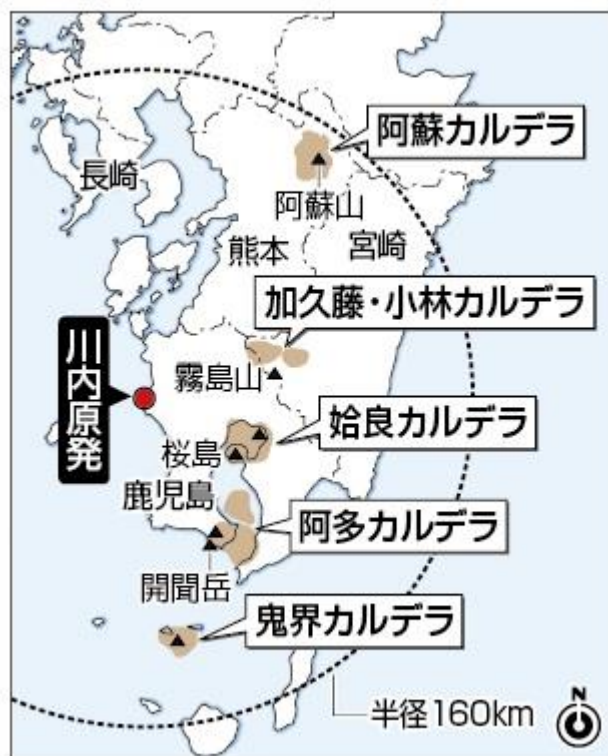 阿蘇カルデラ
長崎
阿蘇山
熊本
宮崎
加久藤・小林カルデラ
川内原発
霧島山
姶良カルデラ
桜島
鹿児島
阿多カルデラ
開聞岳
鬼界カルデラ
半径160km
N